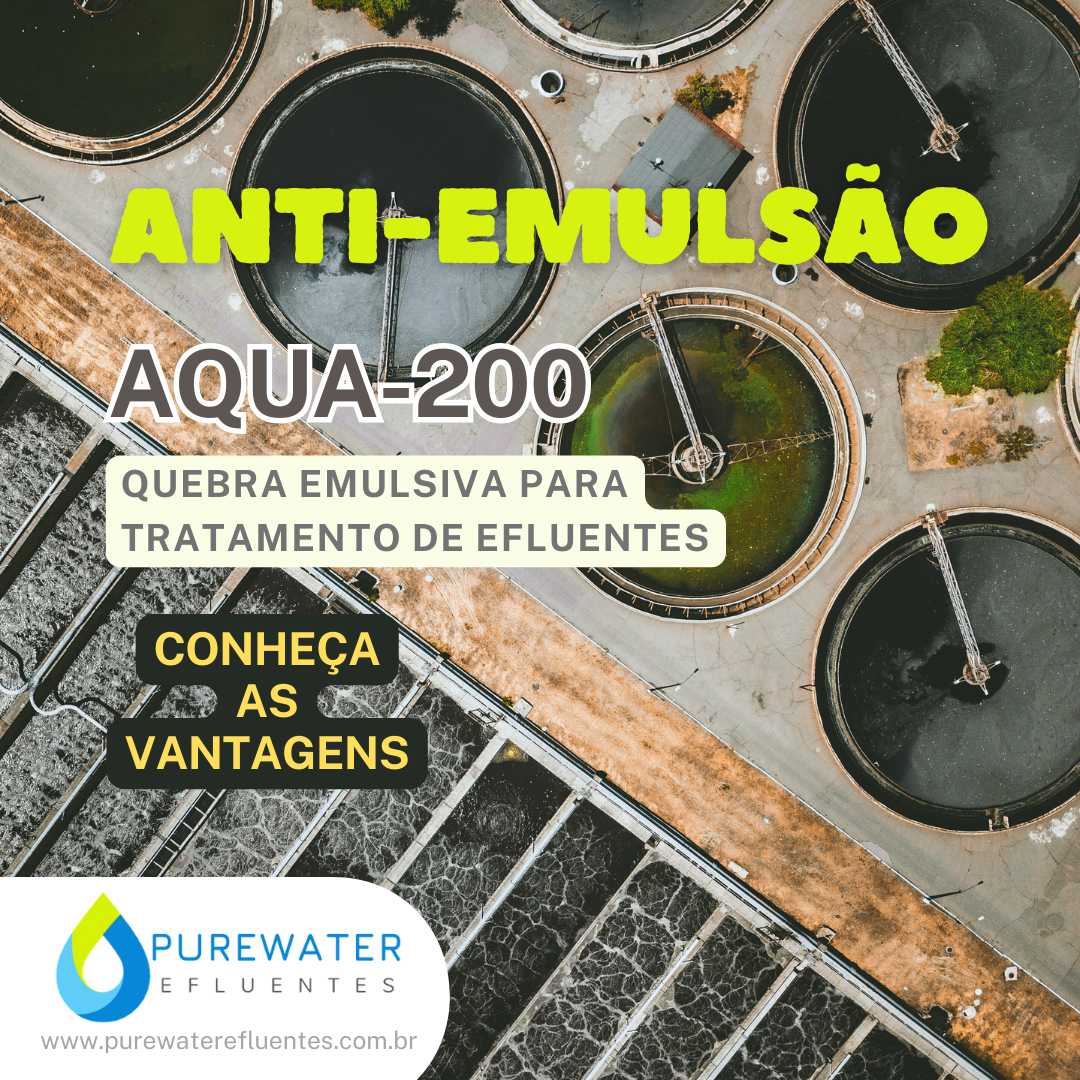 ANTI-EMULSÃO
AQUA-200
QUEBRA EMULSIVA PARA
TRATAMENTO DE EFLUENTES
CONHEÇA
AS
VANTAGENS
PUREWATER
EFLUENTES
www.purewaterefluentes.com.br